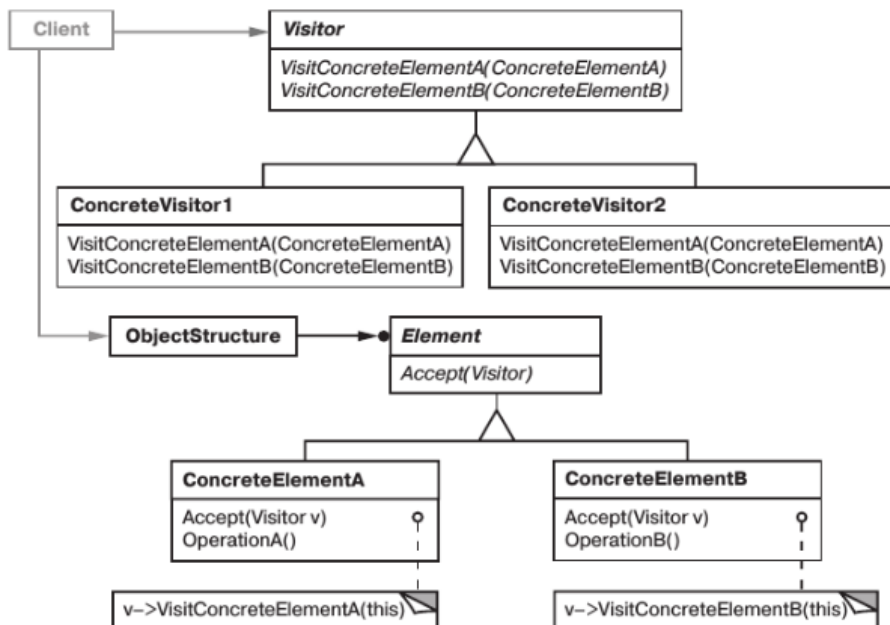 Client
Visitor
VisitConcreteElementA(ConcreteElementA)
VisitConcreteElementB(ConcreteElementB)
ConcreteVisitor1
VisitConcreteElementA(ConcreteElementA)
VisitConcreteElementB(ConcreteElementB)
ConcreteVisitor2
VisitConcreteElementA(ConcreteElementA)
VisitConcreteElementB(ConcreteElementB)
ObjectStructure
Element
Accept(Visitor)
ConcreteElementA
Accept(Visitor v)
OperationA()
v->VisitConcreteElementA(this)
ConcreteElementB
Accept(Visitor v)
OperationB()
v->VisitConcreteElementB(this)